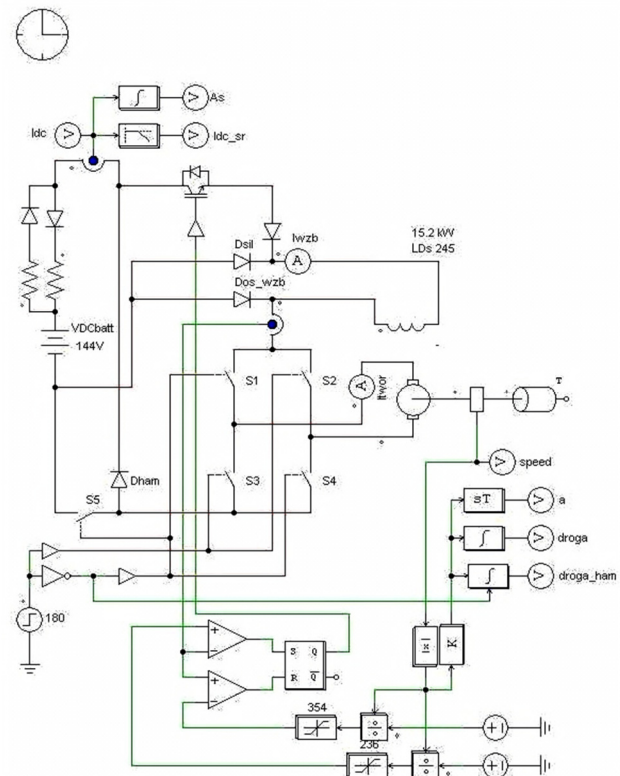 As
Idc
Idc_sr
Iwzb
15.2 kW
LDs 245
Dsil
Dos_wzb
VDCbatt
144V
S1
S2
A
Itwor
T
A
speed
Dham
S3
S4
S5
sT
a
droga
droga_ham
180
K
|x|
S Q
R Q
354
236